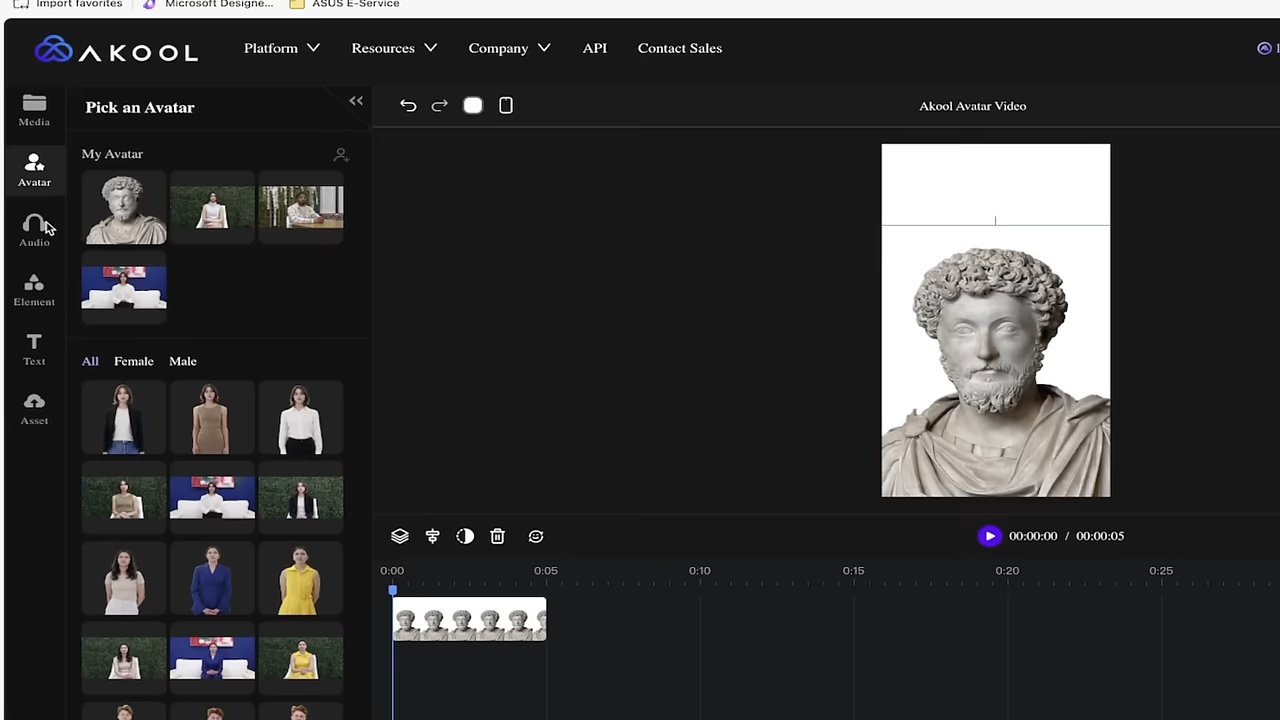 Import favorites
Microsoft Designe...
ASUS E-Service
AKOOL
Platform
Resources
Company
API
Contact Sales
Pick an Avatar
Akool Avatar Video
Media
Avatar
Audio
Element
Text
Asset
My Avatar
All Female Male
00:00:00 / 00:00:05
0:00 0:05 0:10 0:15 0:20 0:25